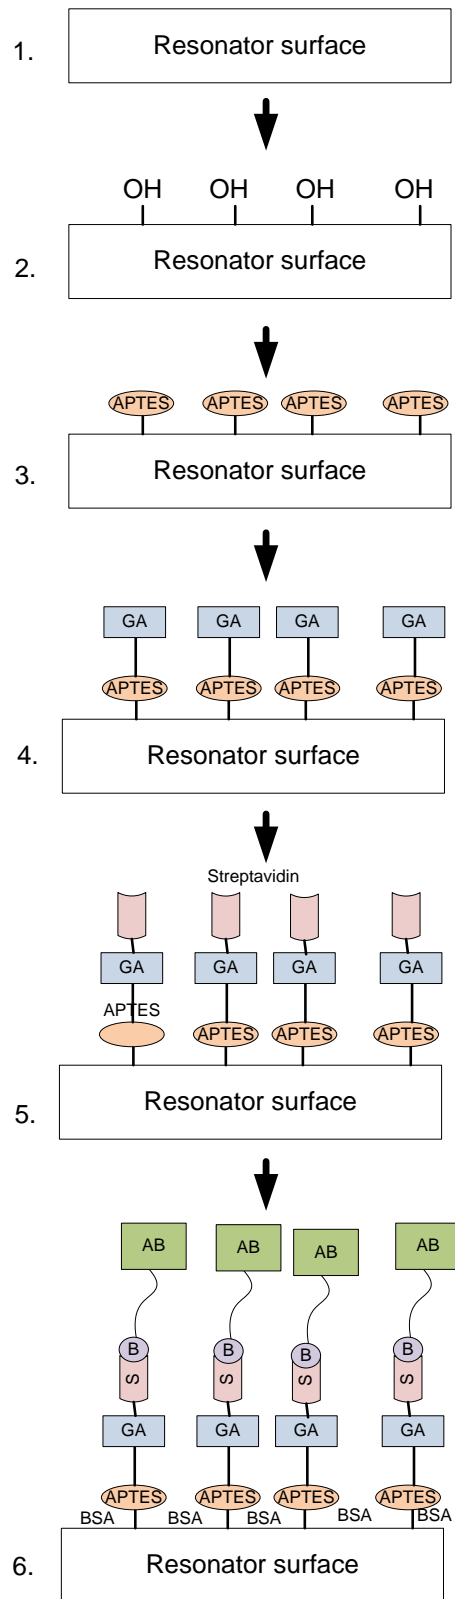 1.
Resonator surface
OH OH OH OH
2.
Resonator surface
APTES APTES APTES APTES
3.
Resonator surface
GA GA GA GA
APTES APTES APTES APTES
4.
Resonator surface
Streptavidin
GA GA GA GA
APTES
APTES APTES APTES
5.
Resonator surface
AB AB AB AB
B B B B
S S S S
GA GA GA GA
APTES APTES APTES APTES
BSA BSA BSA BSA BSA
6.
Resonator surface